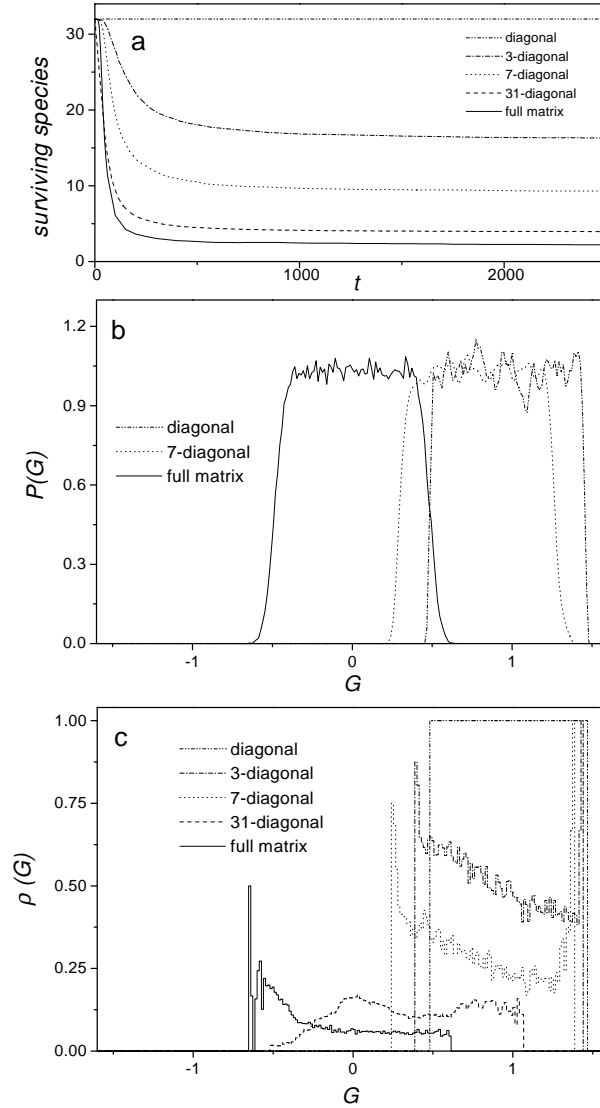 a
surviving species
30
20
10
0
diagonal
3-diagonal
7-diagonal
31-diagonal
full matrix
0
1000
2000
t
b
P(G)
1.2
0.9
0.6
0.3
0.0
diagonal
7-diagonal
full matrix
-1
0
1
G
c
ρ (G)
1.00
0.75
0.50
0.25
0.00
diagonal
3-diagonal
7-diagonal
31-diagonal
full matrix
-1
0
1
G